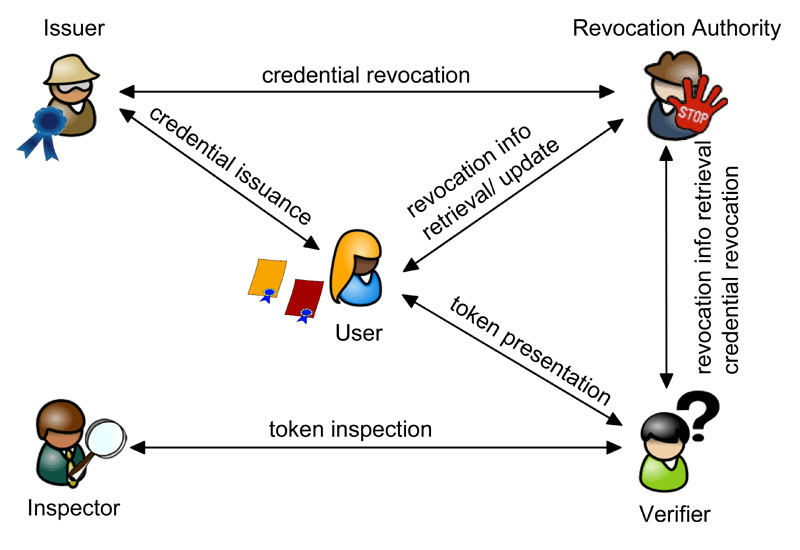 Issuer
Revocation Authority
credential revocation
STOP
credential issuance
revocation info
retrieval/ update
revocation info retrieval
credential revocation
User
token presentation
token inspection
Inspector
Verifier
?